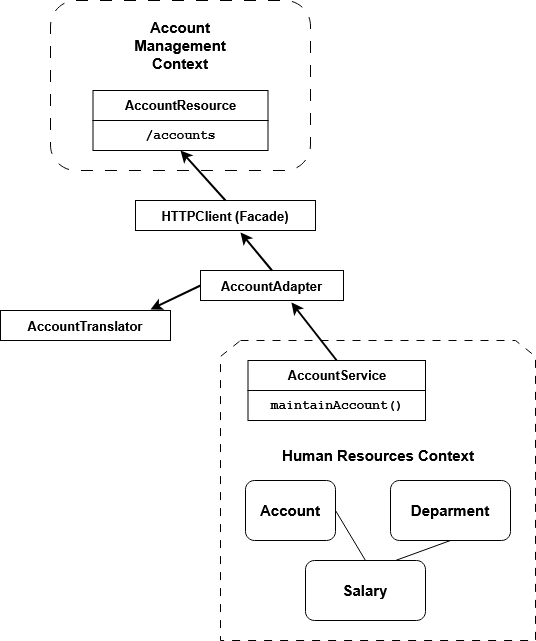 Account
Management
Context
AccountResource
/accounts
HTTPClient (Facade)
AccountAdapter
AccountTranslator
AccountService
maintainAccount()
Human Resources Context
Account
Deparment
Salary